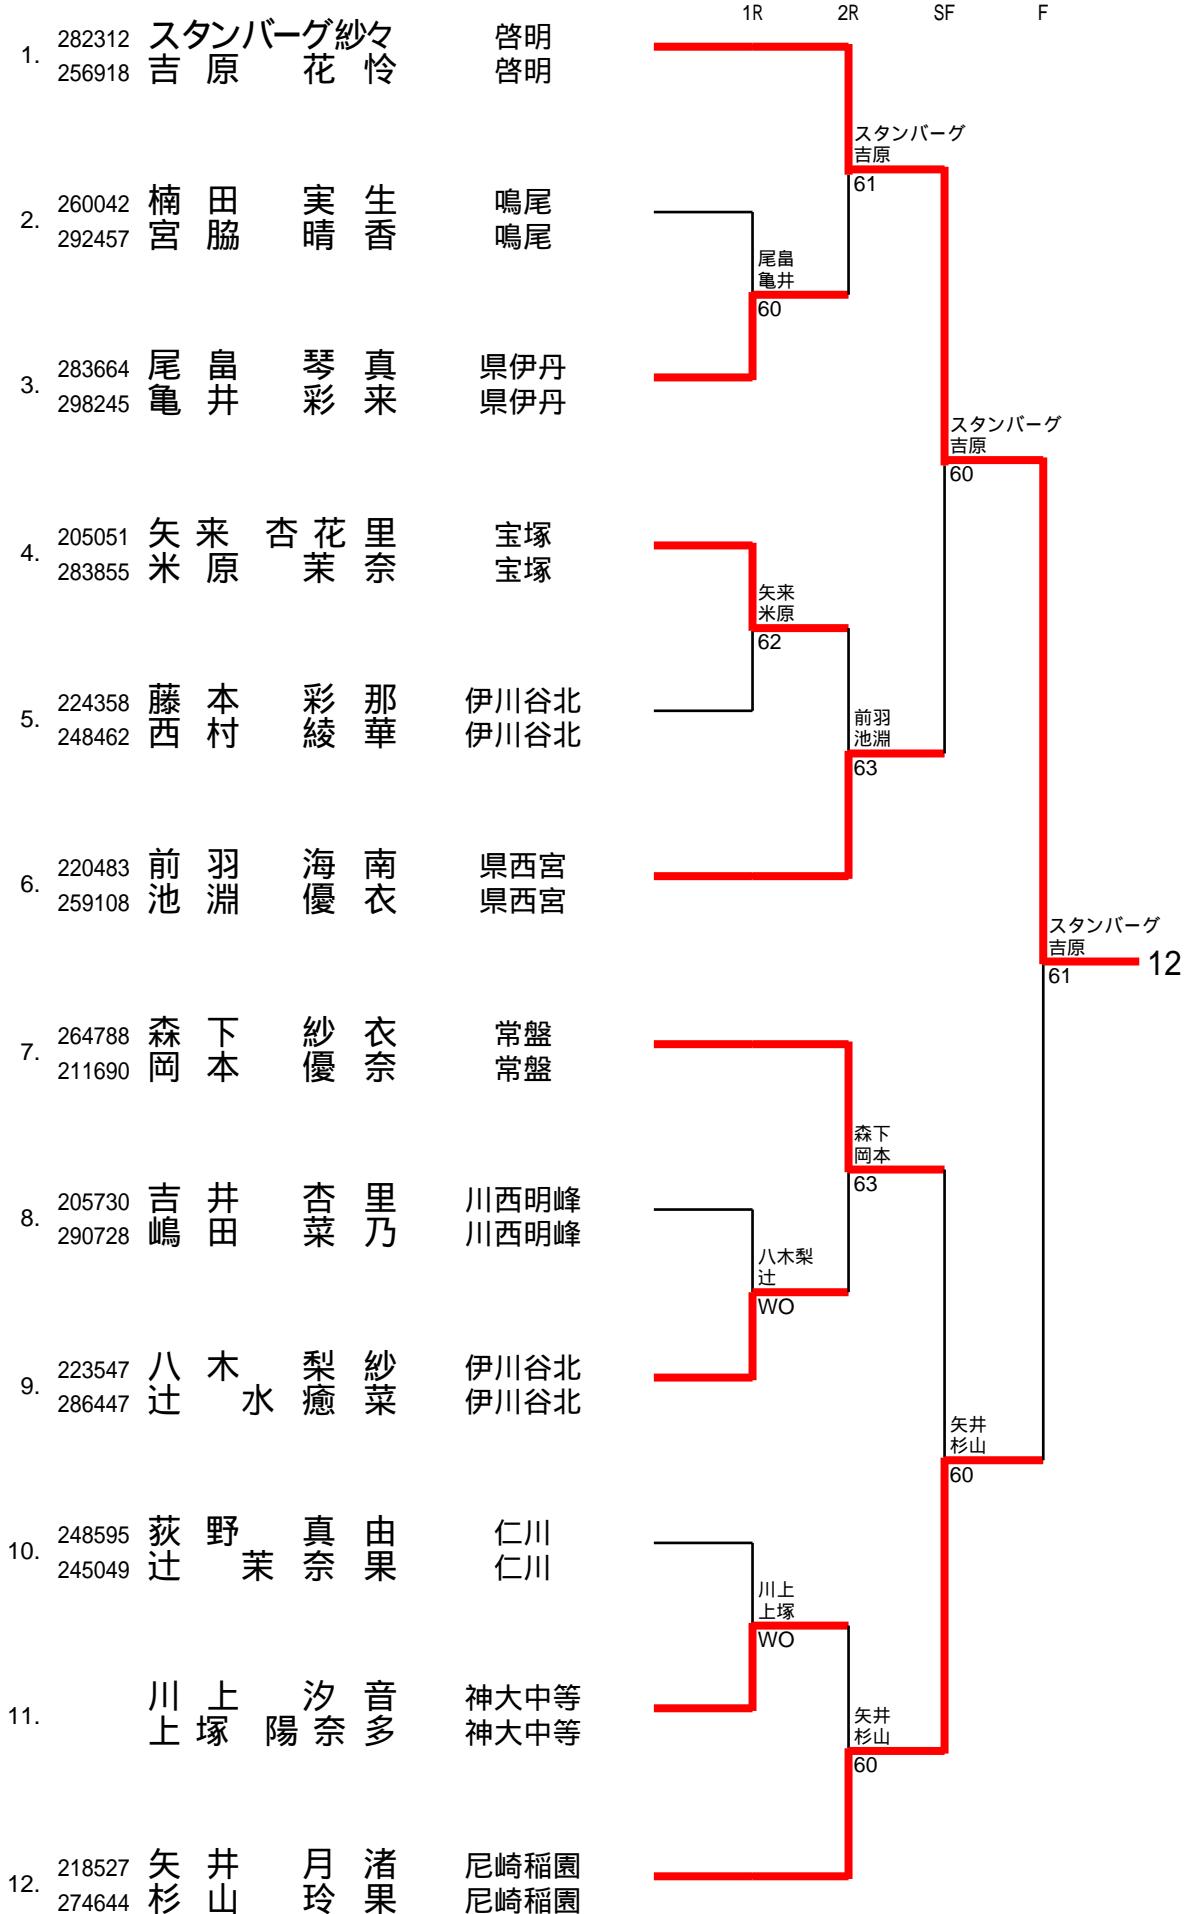 1R 2R SF F
1. 282312 スタンバーグ紗々 啓明
256918 吉原 花怜 啓明
スタンバーグ
吉原
61
2. 260042 楠田 実生 鳴尾
292457 宮脇 晴香 鳴尾
尾畠
亀井
60
3. 283664 尾畠 琴真 県伊丹
298245 亀井 彩来 県伊丹
スタンバーグ
吉原
60
4. 205051 矢来 杏花里 宝塚
283855 米原 茉奈 宝塚
矢来
米原
62
5. 224358 藤本 彩那 伊川谷北
248462 西村 綾華 伊川谷北
前羽
池淵
63
6. 220483 前羽 海南 県西宮
259108 池淵 優衣 県西宮
スタンバーグ
吉原
61
12
7. 264788 森下 紗衣 常盤
211690 岡本 優奈 常盤
森下
岡本
63
8. 205730 吉井 杏里 川西明峰
290728 嶋田 菜乃 川西明峰
八木梨
辻
WO
9. 223547 八木 梨紗 伊川谷北
286447 辻 水癒菜 伊川谷北
矢井
杉山
60
10. 248595 荻野 真由 仁川
245049 辻 茉奈果 仁川
川上
上塚
WO
11. 川上 汐音 神大中等
上塚 陽奈多 神大中等
矢井
杉山
60
12. 218527 矢井 月渚 尼崎稲園
274644 杉山 玲果 尼崎稲園